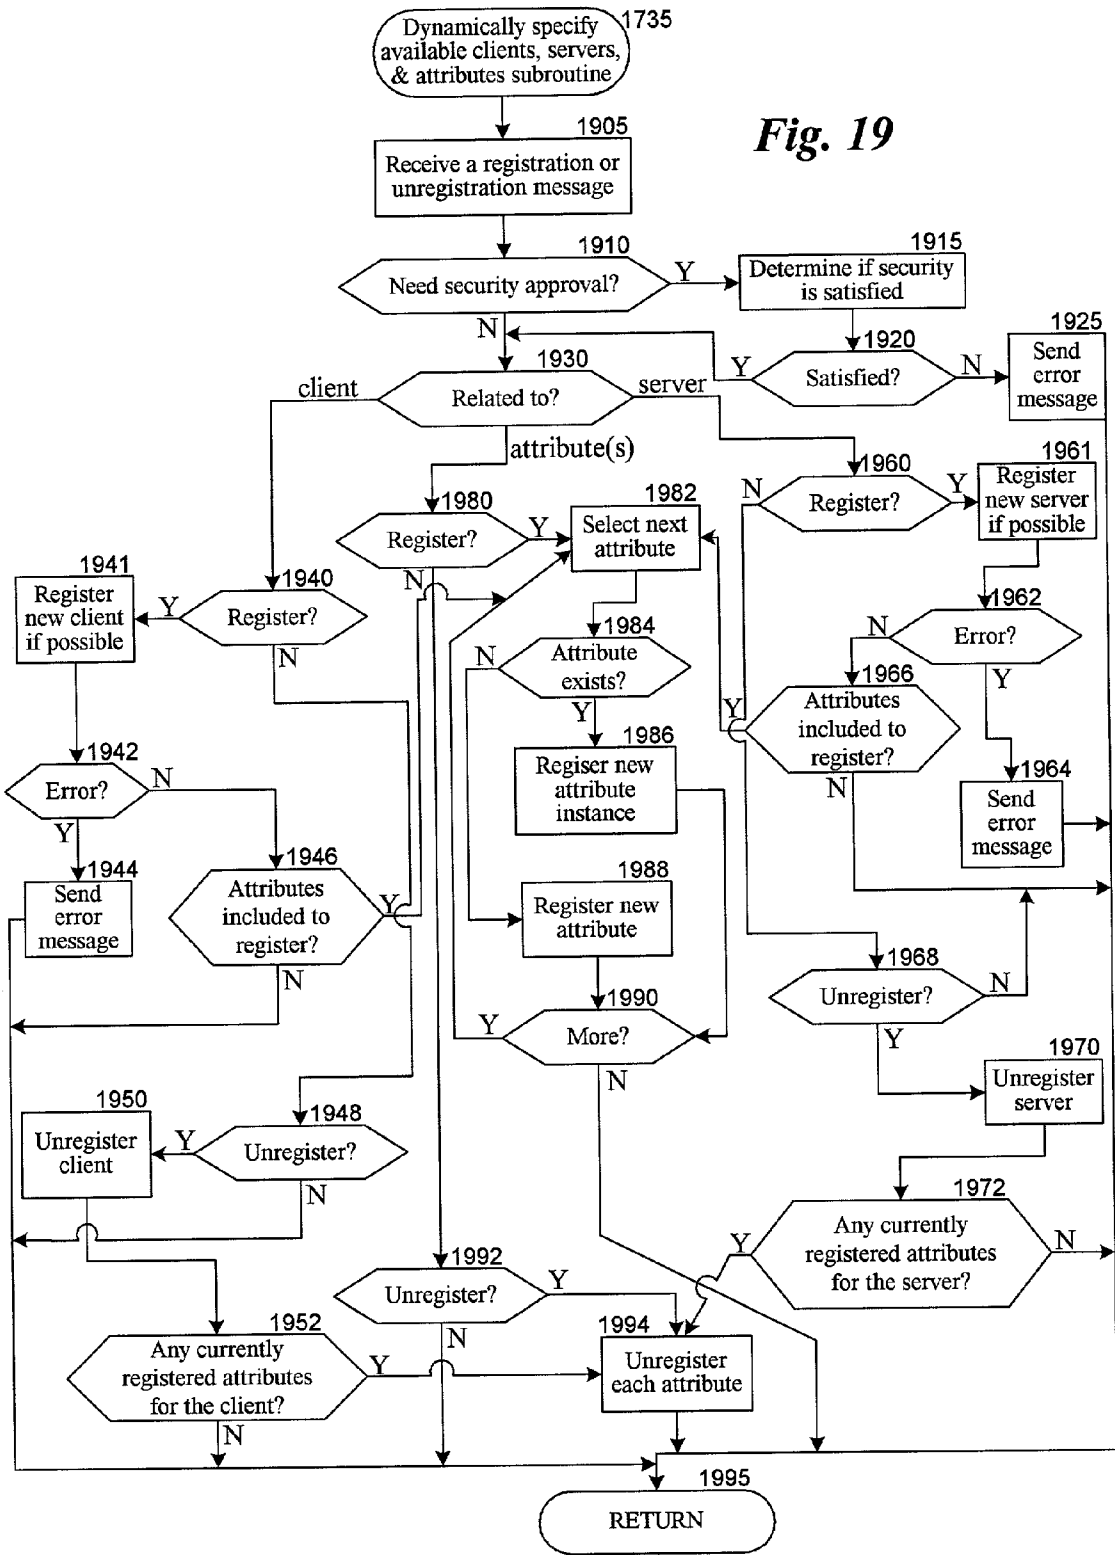 Dynamically specify
available clients, servers,
& attributes subroutine
1735
Fig. 19
1905
Receive a registration or
unregistration message
1910
Need security approval?
Y
N
1915
Determine if security
is satisfied
1920
Satisfied?
Y
N
1925
Send
error
message
1930
Related to?
client
server
attribute(s)
1960
Register?
N
Y
1961
Register
new server
if possible
1980
Register?
Y
N
1982
Select next
attribute
1941
Register
new client
if possible
1940
Register?
Y
N
1984
Attribute
exists?
N
Y
1962
Error?
N
Y
1966
Attributes
included to
register?
Y
N
1986
Regiser new
attribute
instance
1942
Error?
N
Y
1964
Send
error
message
1944
Send
error
message
1946
Attributes
included to
register?
Y
N
1988
Register new
attribute
1968
Unregister?
N
Y
1990
More?
Y
N
1970
Unregister
server
1950
Unregister
client
1948
Unregister?
Y
N
1972
Any currently
registered attributes
for the server?
Y
N
1992
Unregister?
Y
N
1952
Any currently
registered attributes
for the client?
Y
N
1994
Unregister
each attribute
1995
RETURN